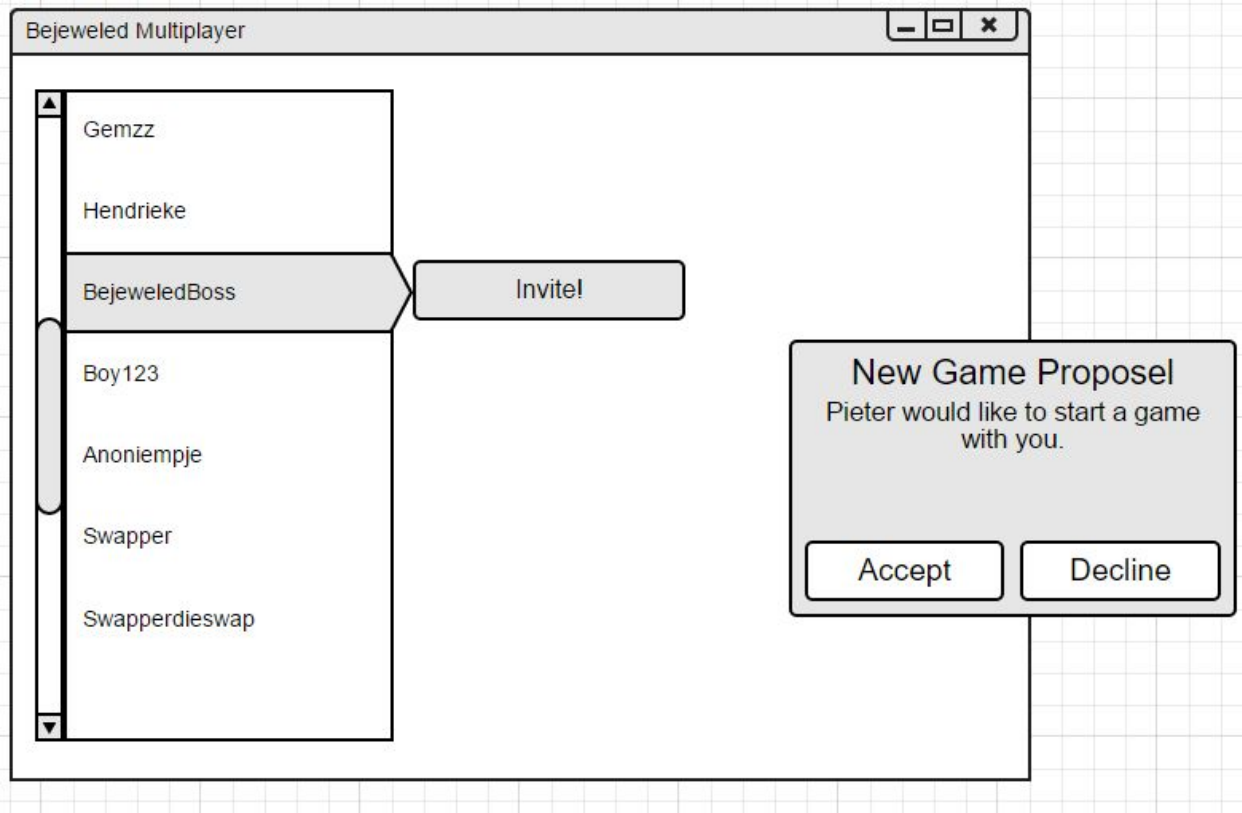 Bejeweled Multiplayer
Gemzz
Hendrieke
BejeweledBoss
Invite!
Boy123
Anoniempje
Swapper
Swapperdieswap
New Game Proposel
Pieter would like to start a game
with you.
Accept
Decline